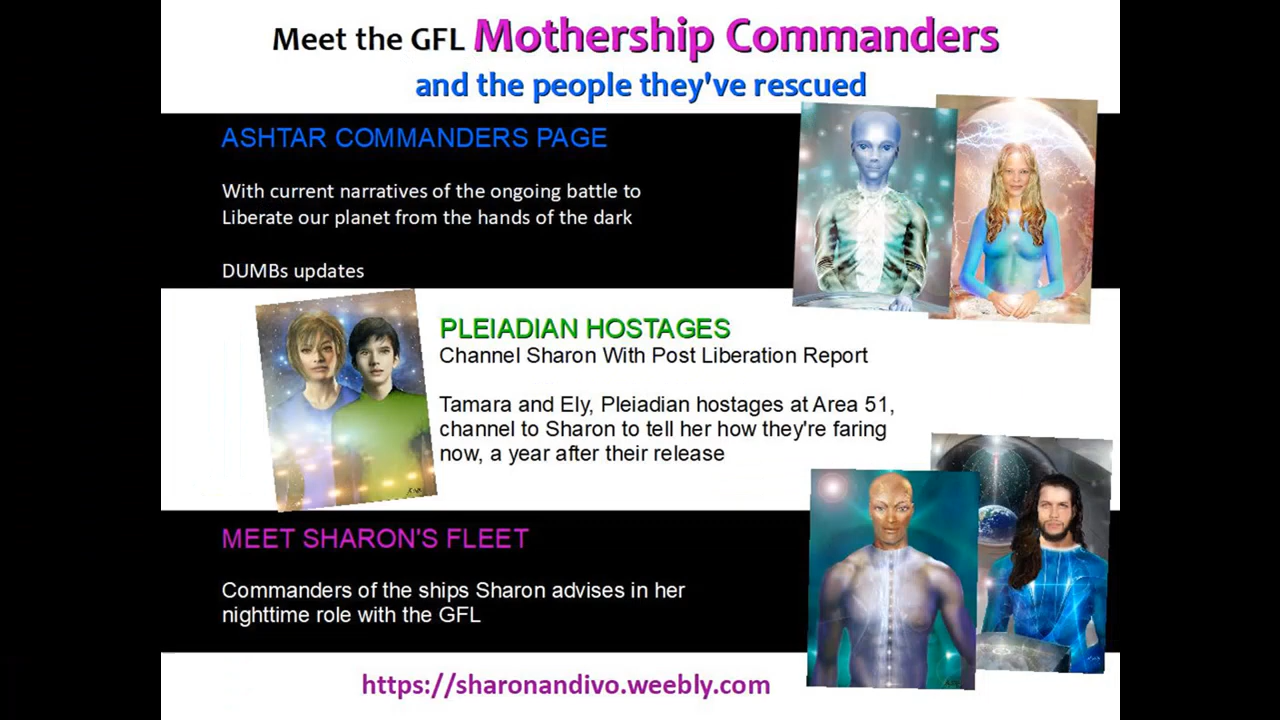 Meet the GFL Mothership Commanders
and the people they've rescued
ASHTAR COMMANDERS PAGE
With current narratives of the ongoing battle to
Liberate our planet from the hands of the dark
DUMBs updates
PLEIADIAN HOSTAGES
Channel Sharon With Post Liberation Report
Tamara and Ely, Pleiadian hostages at Area 51,
channel to Sharon to tell her how they're faring
now, a year after their release
MEET SHARON'S FLEET
Commanders of the ships Sharon advises in her
nighttime role with the GFL
https://sharonandivo.weebly.com